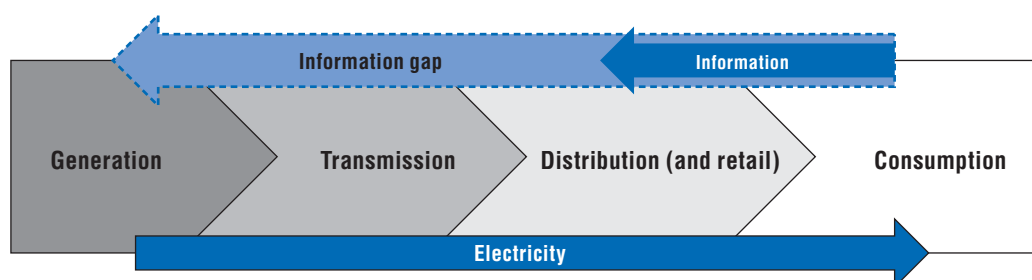 Information gap
Information
Generation
Transmission
Distribution (and retail)
Consumption
Electricity